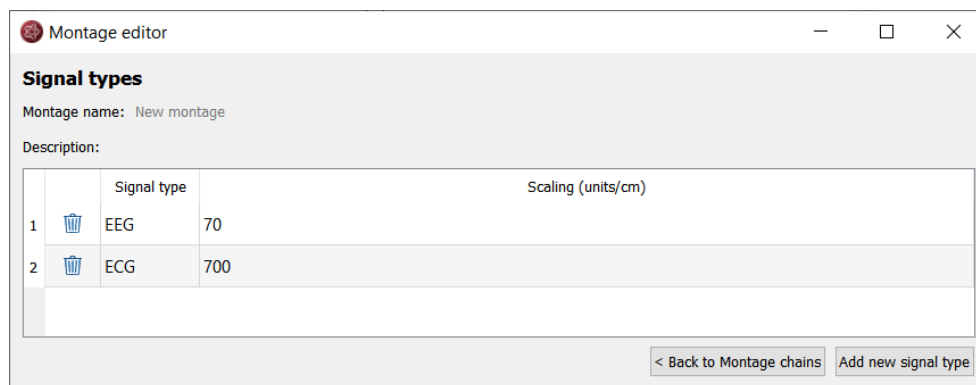 Montage editor
Signal types
Montage name: New montage
Description:
Signal type Scaling (units/cm)
1 EEG 70
2 ECG 700
< Back to Montage chains Add new signal type